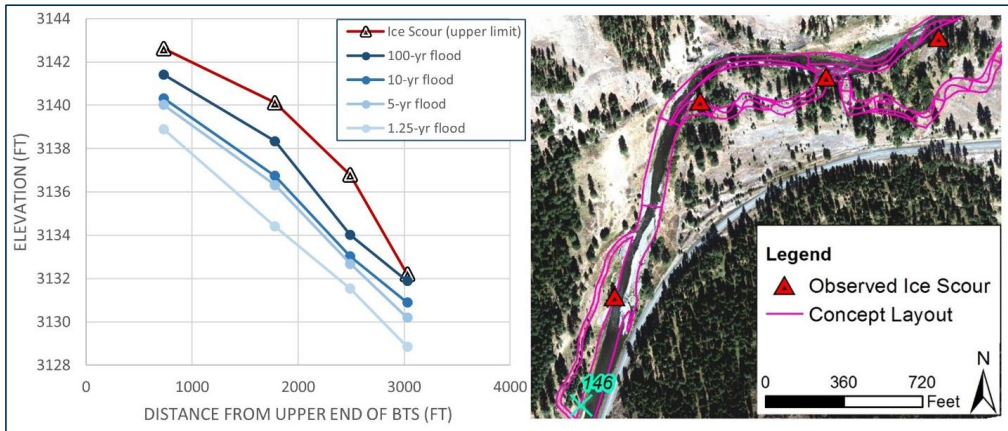 3144
3142
3140
3138
3136
3134
3132
3130
3128
ELEVATION (FT)
0
1000
2000
3000
4000
DISTANCE FROM UPPER END OF BTS (FT)
Ice Scour (upper limit)
100-yr flood
10-yr flood
5-yr flood
1.25-yr flood
146
Legend
Observed Ice Scour
Concept Layout
N
0 360 720
Feet